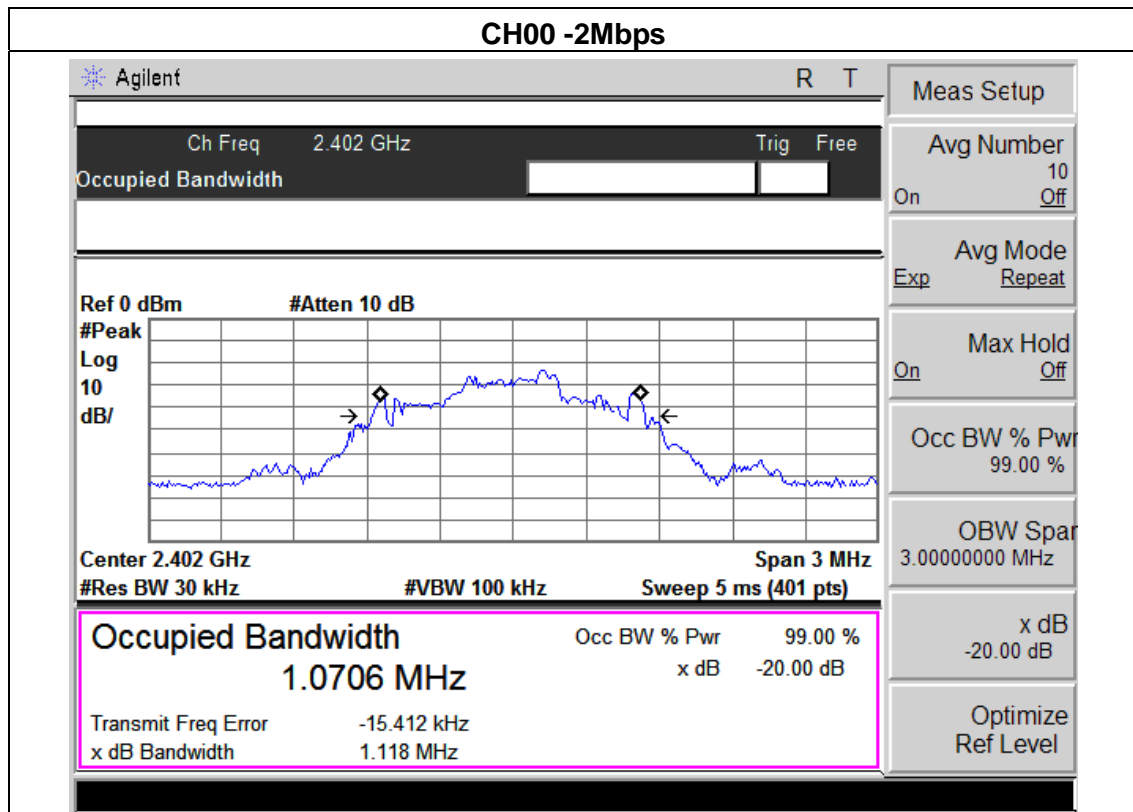 CH00 -2Mbps
Agilent R T
Ch Freq 2.402 GHz Trig Free
Occupied Bandwidth
Ref 0 dBm #Atten 10 dB
#Peak
Log
10
dB/
Center 2.402 GHz Span 3 MHz
#Res BW 30 kHz #VBW 100 kHz Sweep 5 ms (401 pts)
Occupied Bandwidth Occ BW % Pwr 99.00 %
1.0706 MHz x dB -20.00 dB
Transmit Freq Error -15.412 kHz
x dB Bandwidth 1.118 MHz
Meas Setup
Avg Number
10
On Off
Avg Mode
Exp Repeat
Max Hold
On Off
Occ BW % Pwr
99.00 %
OBW Span
3.00000000 MHz
x dB
-20.00 dB
Optimize
Ref Level